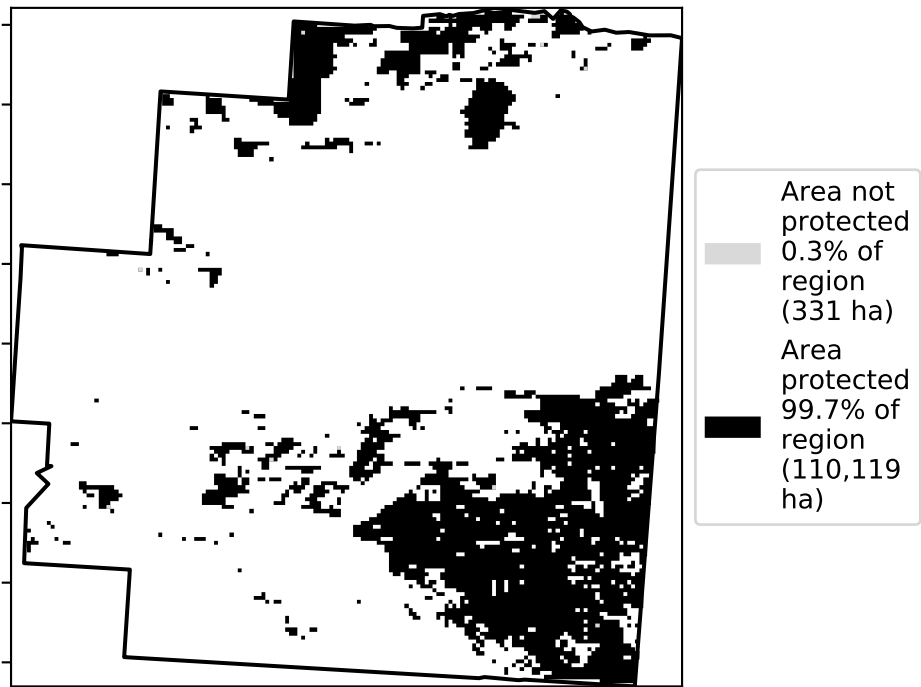 Area not
protected
0.3% of
region
(331 ha)
Area
protected
99.7% of
region
(110,119
ha)